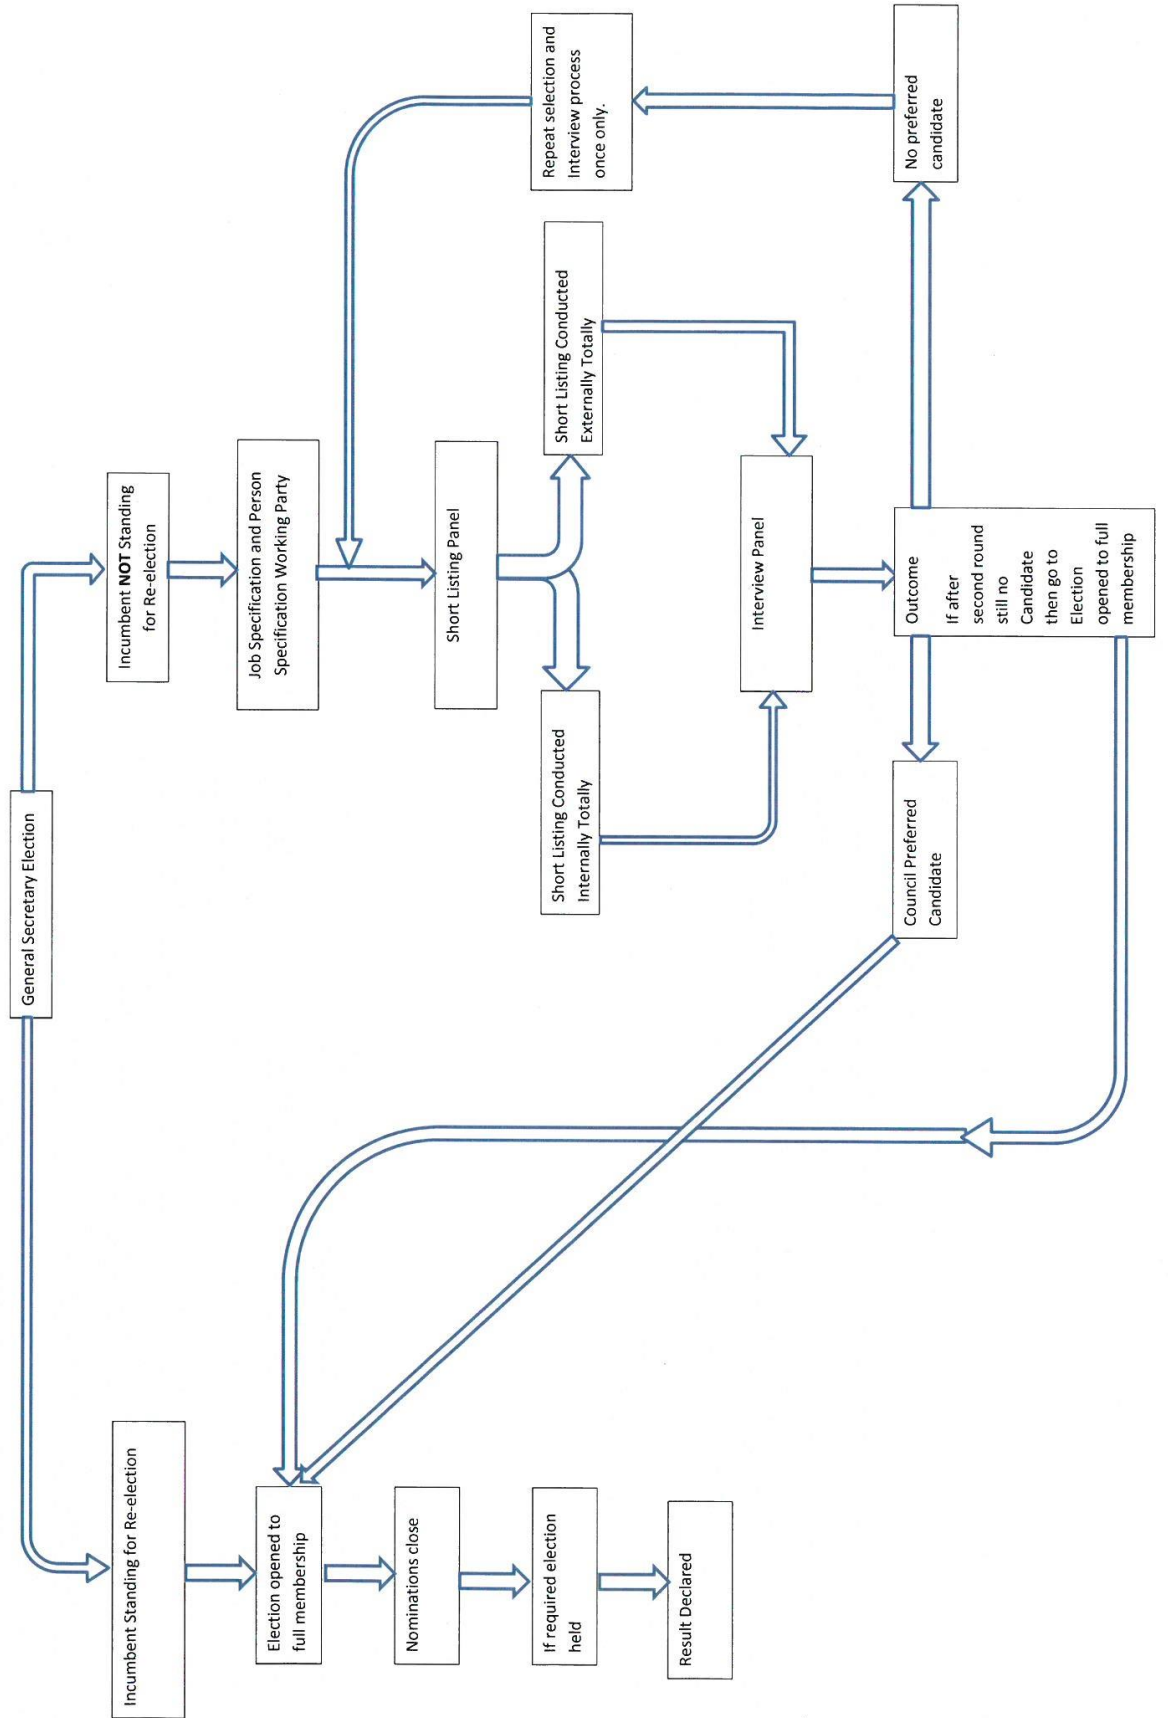 General Secretary Election
Incumbent Standing for Re-election
Incumbent NOT Standing
for Re-election
Election opened to
full membership
Job Specification and Person
Specification Working Party
Nominations close
Short Listing Panel
If required election
held
Short Listing Conducted
Internally Totally
Short Listing Conducted
Externally Totally
Repeat selection and
Interview process
once only.
Result Declared
Interview Panel
Council Preferred
Candidate
Outcome
If after
second round
still no
Candidate
then go to
Election
opened to full
membership
No preferred
candidate